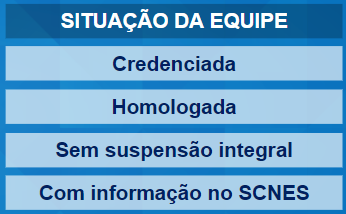 SITUAÇÃO DA EQUIPE
Credenciada
Homologada
Sem suspensão integral
Com informação no SCNES